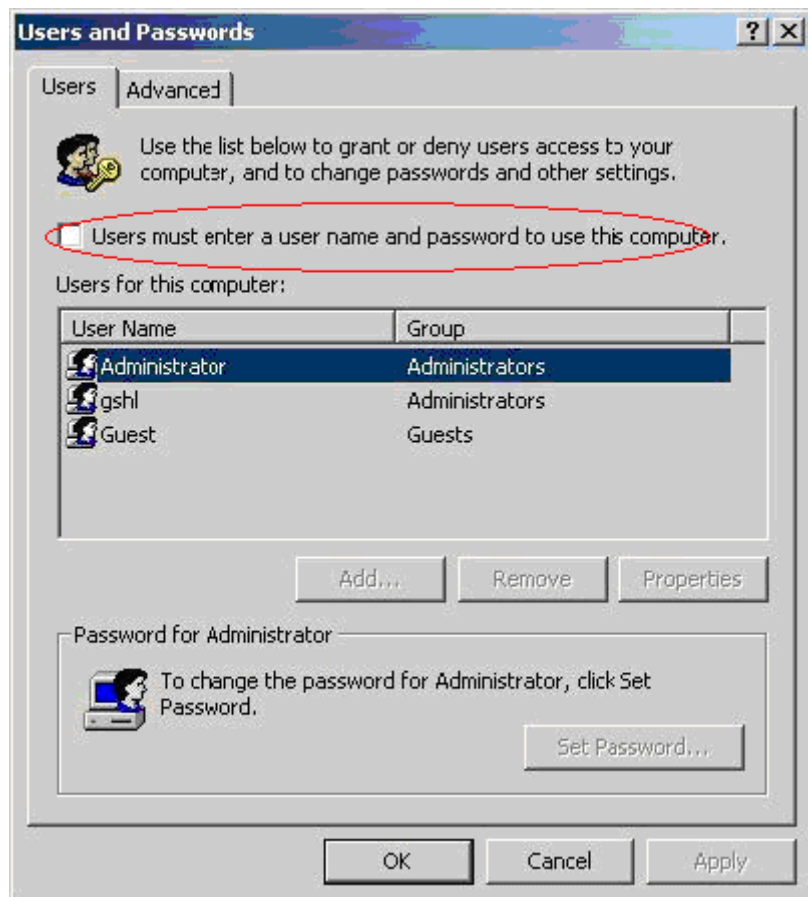 Users and Passwords
Users
Advanced
Use the list below to grant or deny users access to your
computer, and to change passwords and other settings.
Users must enter a user name and password to use this computer.
Users for this computer:
User Name Group
Administrator Administrators
gshl Administrators
Guest Guests
Add... Remove Properties
Password for Administrator
To change the password for Administrator, click Set
Password.
Set Password...
OK Cancel Apply